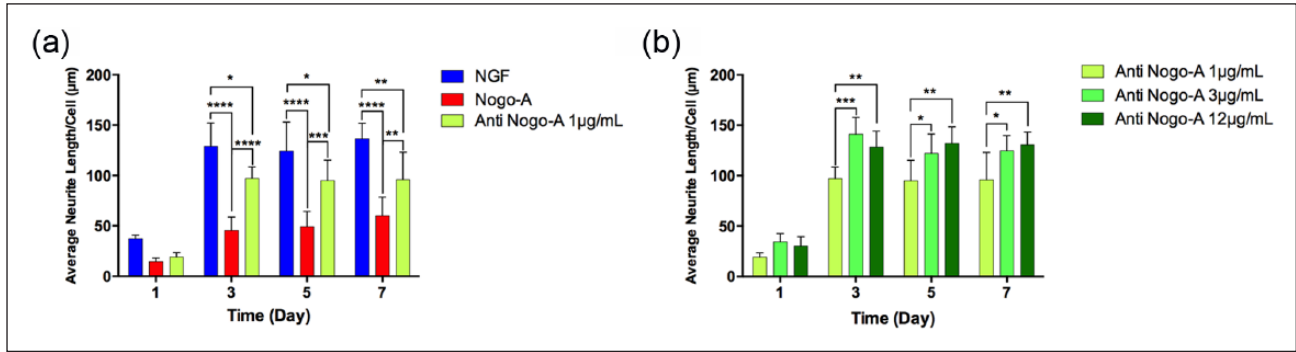 (a)
Average Neurite Length/Cell (µm)
200
150
100
50
0
* * **
**** **** ****
**** *** **
1 3 5 7
Time (Day)
NGF
Nogo-A
Anti Nogo-A 1µg/mL
(b)
Average Neurite Length/Cell (µm)
200
150
100
50
0
** ** **
*** * *
1 3 5 7
Time (Day)
Anti Nogo-A 1µg/mL
Anti Nogo-A 3µg/mL
Anti Nogo-A 12µg/mL